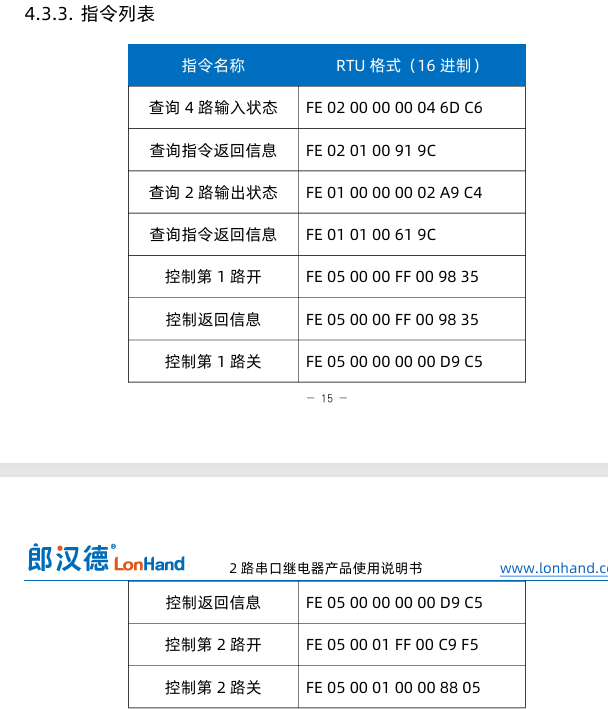 4.3.3. 指令列表
指令名称 RTU 格式（16 进制）
查询 4 路输入状态 FE 02 00 00 00 04 6D C6
查询指令返回信息 FE 02 01 00 91 9C
查询 2 路输出状态 FE 01 00 00 00 02 A9 C4
查询指令返回信息 FE 01 01 00 61 9C
控制第 1 路开 FE 05 00 00 FF 00 98 35
控制返回信息 FE 05 00 00 FF 00 98 35
控制第 1 路关 FE 05 00 00 00 00 D9 C5
— 15 —
郎汉德® LonHand 2 路串口继电器产品使用说明书 www.lonhand.c
控制返回信息 FE 05 00 00 00 00 D9 C5
控制第 2 路开 FE 05 00 01 FF 00 C9 F5
控制第 2 路关 FE 05 00 01 00 00 88 05